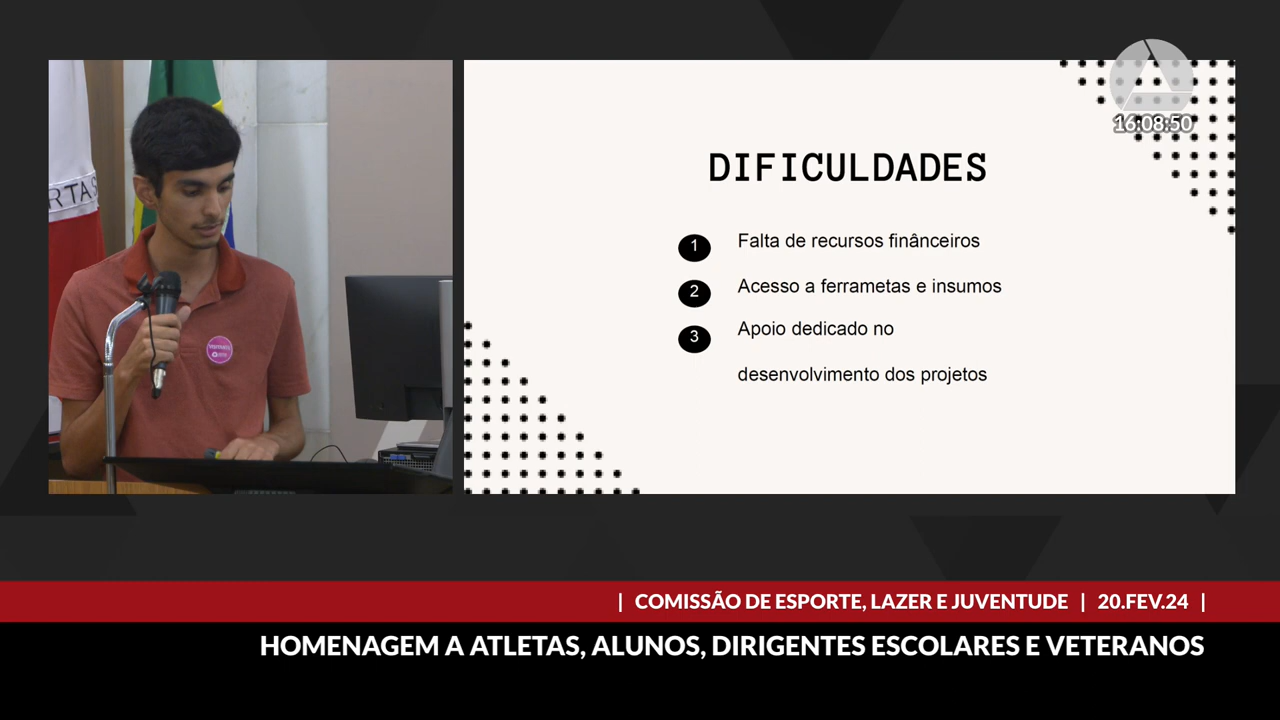 RTAS
16:08:50
DIFICULDADES
1 Falta de recursos finânceiros
2 Acesso a ferrametas e insumos
3 Apoio dedicado no
desenvolvimento dos projetos
| COMISSÃO DE ESPORTE, LAZER E JUVENTUDE | 20.FEV.24 |
HOMENAGEM A ATLETAS, ALUNOS, DIRIGENTES ESCOLARES E VETERANOS